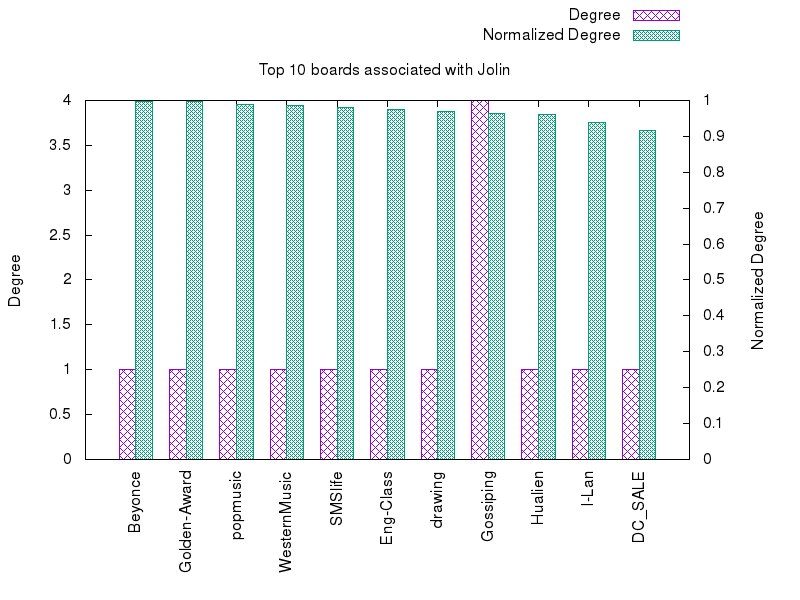 Degree
Normalized Degree
Top 10 boards associated with Jolin
4
3.5
3
2.5
2
1.5
1
0.5
0
1
0.9
0.8
0.7
0.6
0.5
0.4
0.3
0.2
0.1
0
Degree
Normalized Degree
Beyonce
Golden-Award
popmusic
WesternMusic
SMSlife
Eng-Class
drawing
Gossiping
Hualien
I-Lan
DC_SALE